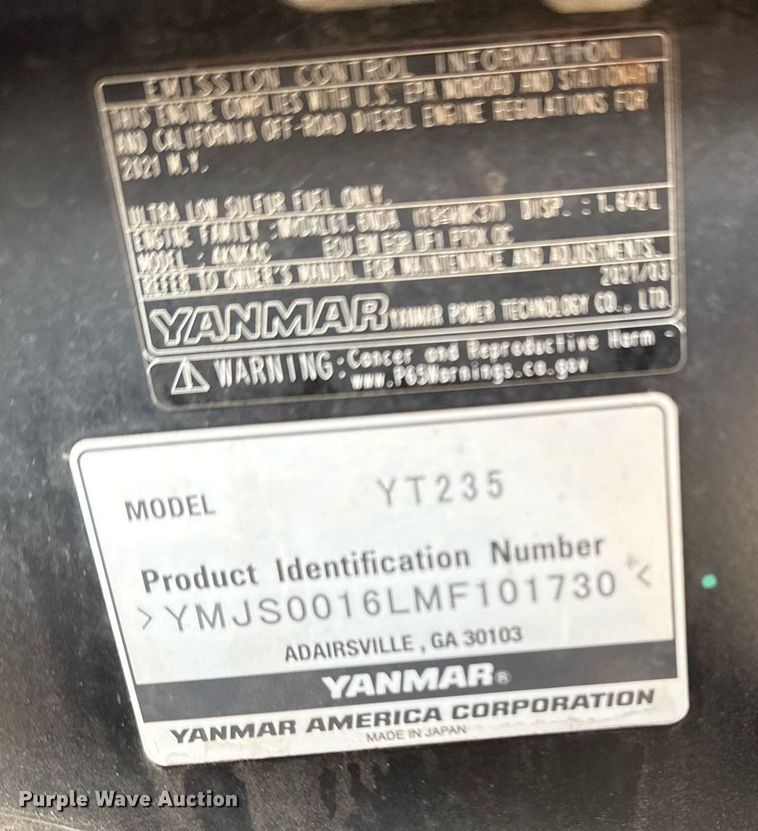 EMISSION CONTROL INFORMATION
THIS ENGINE COMPLIES WITH U.S. EPA NONROAD AND STATIONARY
AND CALIFORNIA OFF-ROAD DIESEL ENGINE REGULATIONS FOR
2021 M.Y.
ULTRA LOW SULFUR FUEL ONLY.
ENGINE FAMILY : DISP. : 1.642L
MODEL :
REFER TO OWNER'S MANUAL FOR MAINTENANCE AND ADJUSTMENTS.
2021/03
YANMAR YANMAR POWER TECHNOLOGY CO., LTD.
WARNING: Cancer and Reproductive Harm -
www.P65Warnings.ca.gov
MODEL YT235
Product Identification Number
>YMJS0016LMF101730<
ADAIRSVILLE, GA 30103
YANMAR®
YANMAR AMERICA CORPORATION
MADE IN JAPAN
Purple Wave Auction